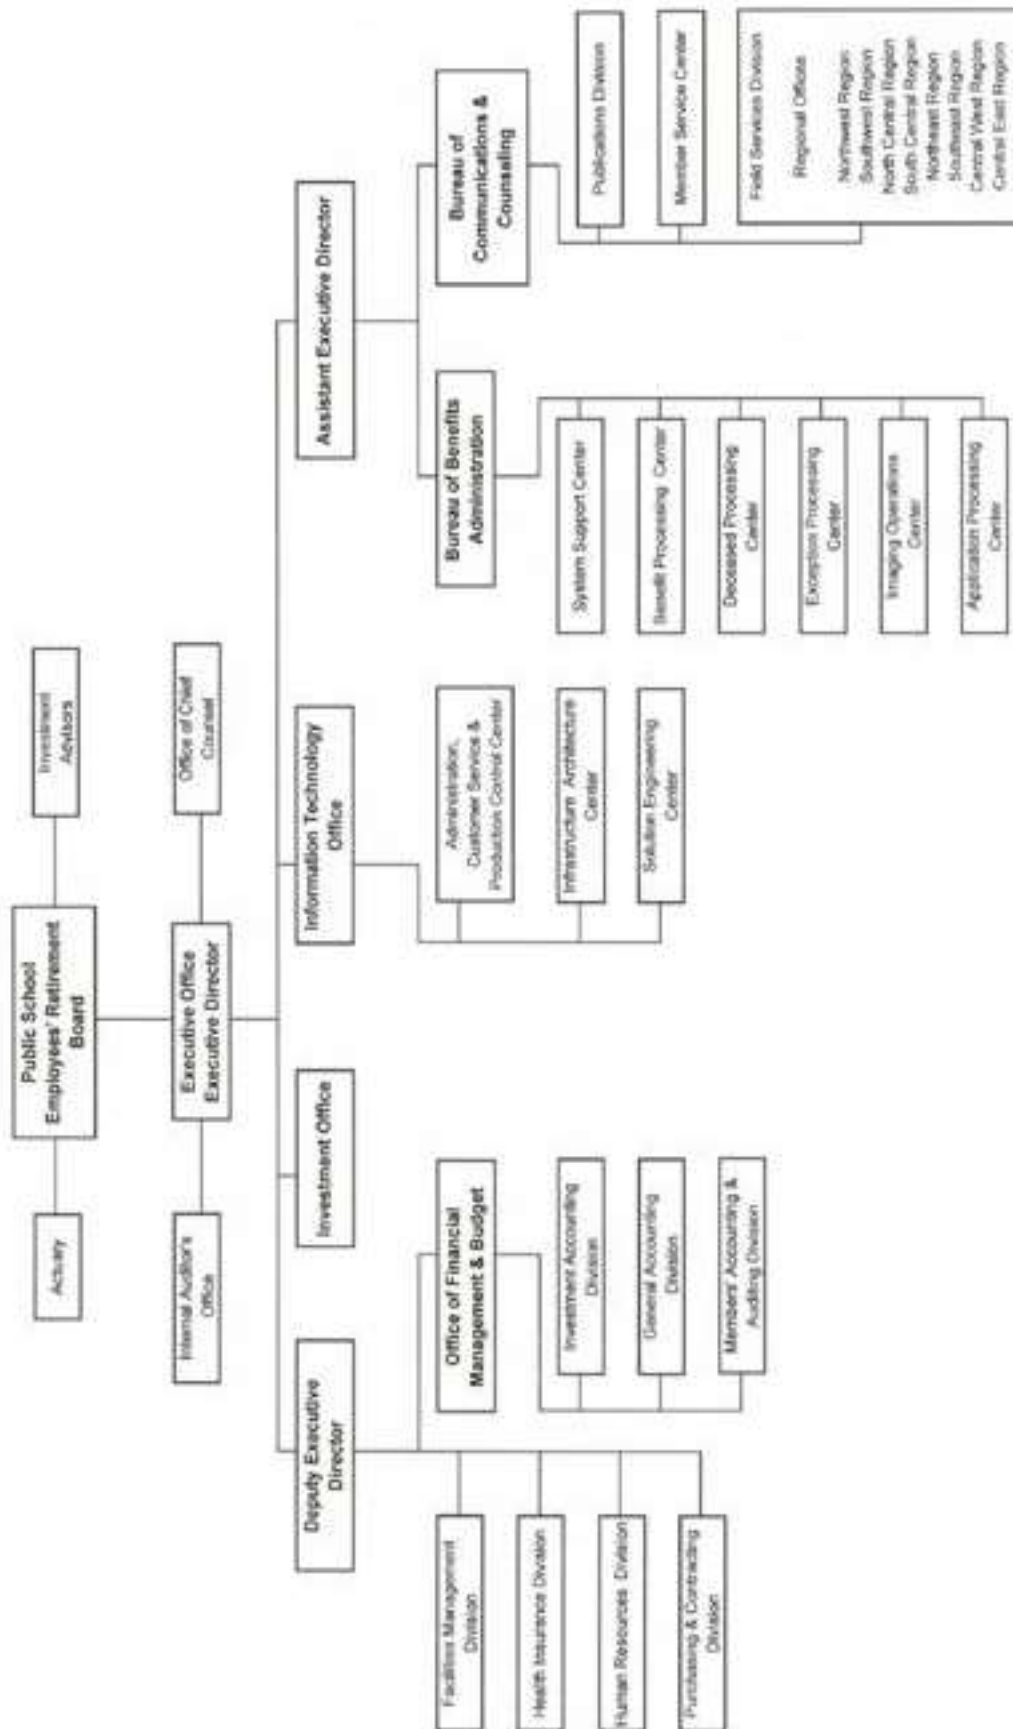 Public School
Employees' Retirement
Board
Actuary
Investment
Advisors
Executive Office
Executive Director
Internal Auditor's
Office
Office of Chief
Counsel
Deputy Executive
Director
Investment Office
Information Technology
Office
Assistant Executive Director
Facilities Management
Division
Health Insurance Division
Human Resources Division
Purchasing & Contracting
Division
Office of Financial
Management & Budget
Investment Accounting
Division
General Accounting
Division
Members' Accounting &
Auditing Division
Administration,
Customer Service &
Production Control Center
Infrastructure Architecture
Center
Solution Engineering
Center
Bureau of Benefits
Administration
System Support Center
Benefit Processing Center
Deceased Processing
Center
Exception Processing
Center
Imaging Operations
Center
Application Processing
Center
Bureau of
Communications &
Counseling
Publications Division
Member Service Center
Field Services Division
Regional Offices
Northwest Region
Southwest Region
North Central Region
South Central Region
Northeast Region
Southeast Region
Central West Region
Central East Region